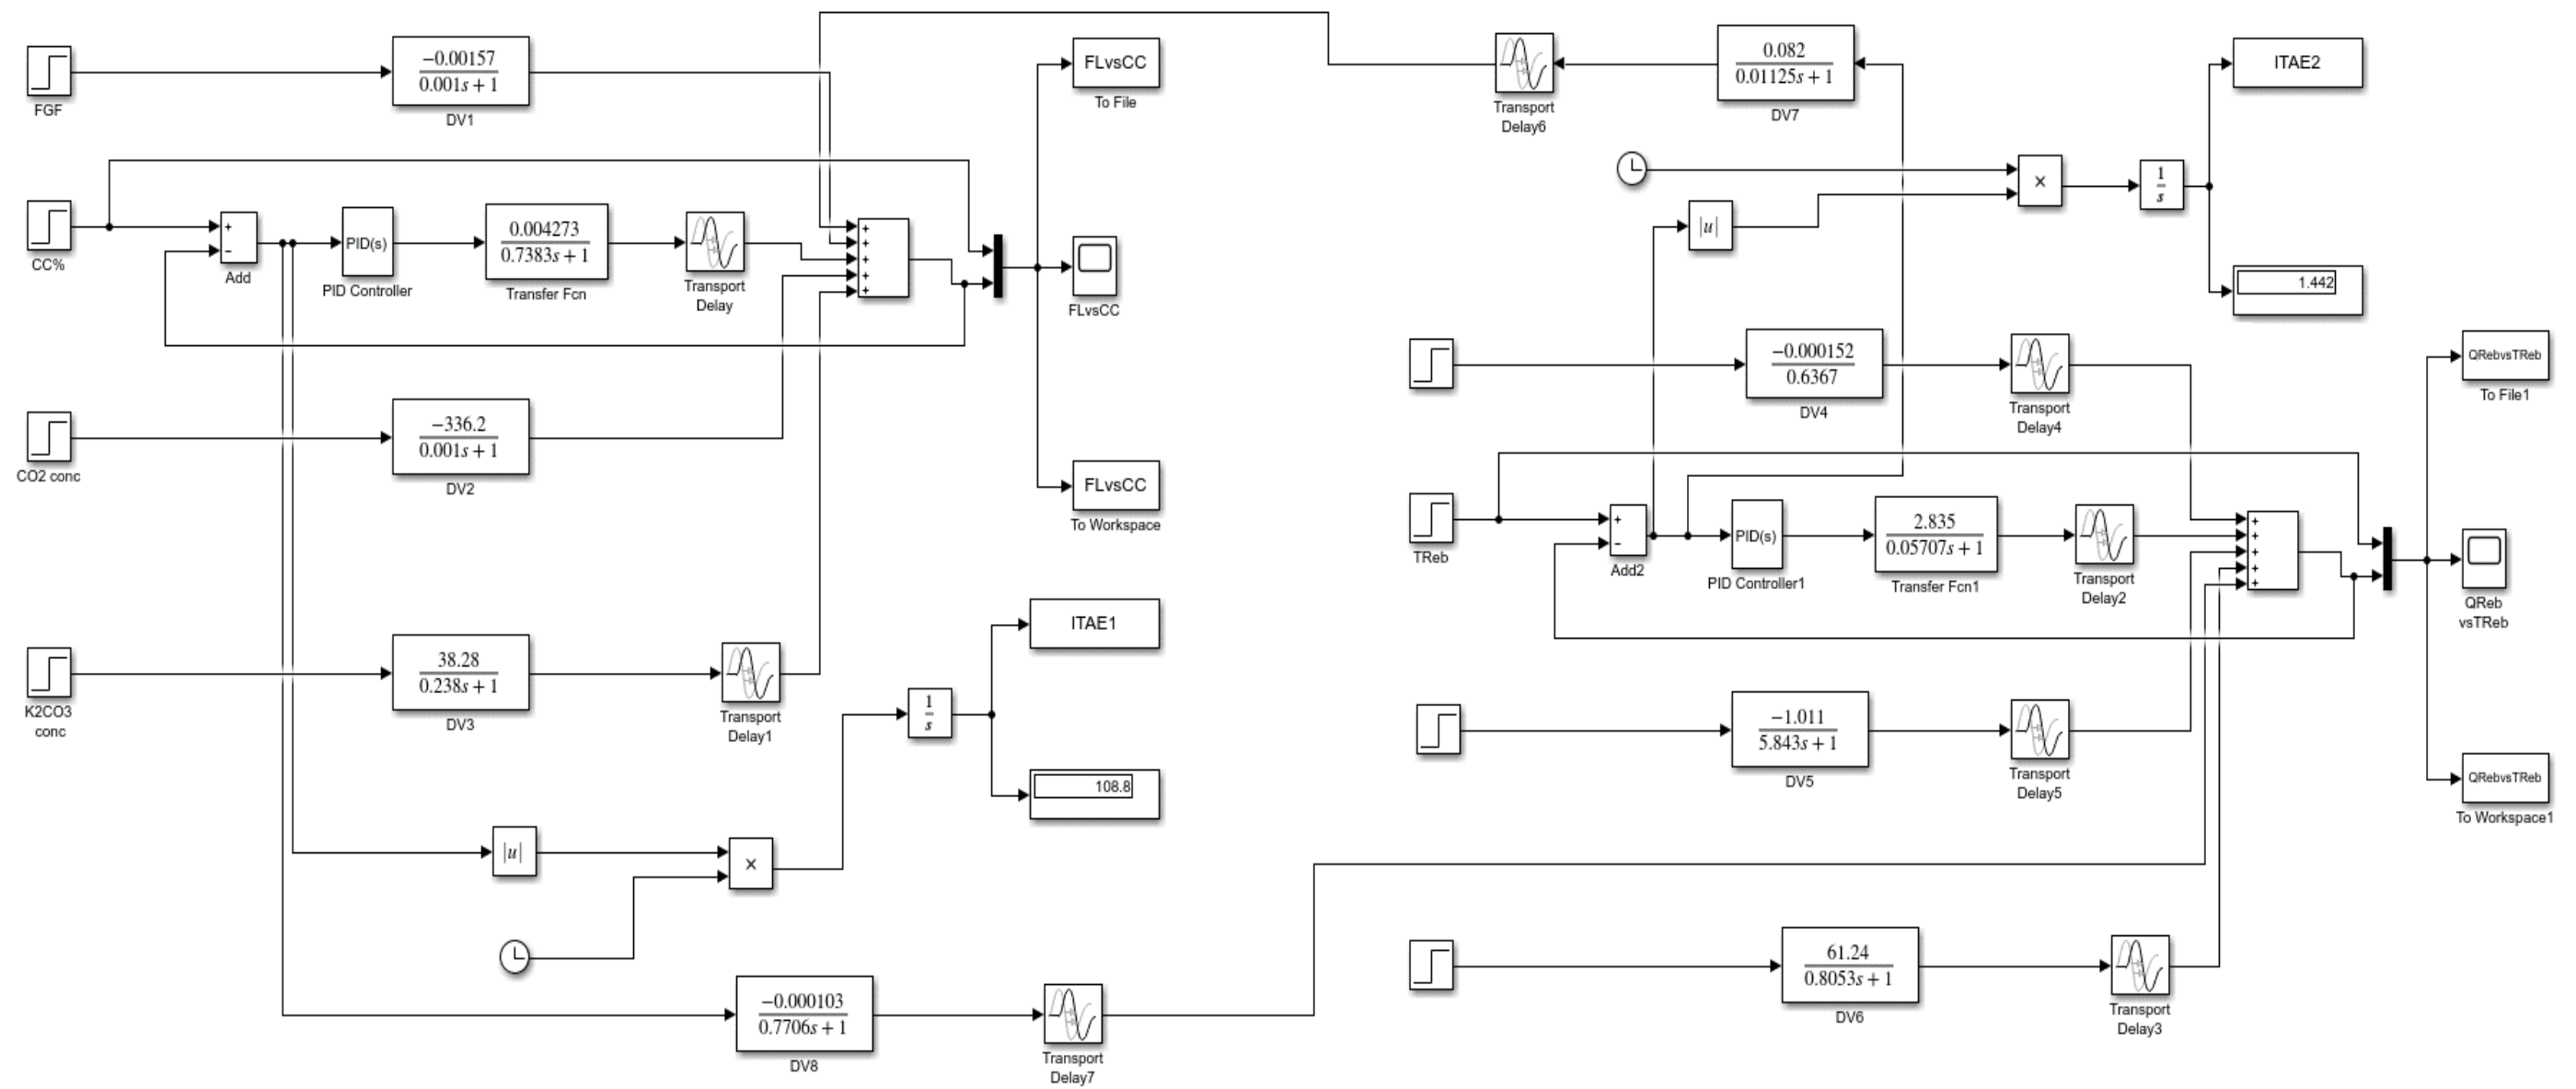 −0.00157
0.001s + 1
DV1
FGF
FLvsCC
To File
CC%
+
−
Add
PID(s)
PID Controller
0.004273
0.7383s + 1
Transfer Fcn
Transport
Delay
+
+
+
+
+
FLvsCC
CO2 conc
−336.2
0.001s + 1
DV2
FLvsCC
To Workspace
K2CO3
conc
38.28
0.238s + 1
DV3
Transport
Delay1
1
s
ITAE1
108.8
|u|
×
−0.000103
0.7706s + 1
DV8
Transport
Delay7
Transport
Delay6
0.082
0.01125s + 1
DV7
ITAE2
×
1
s
|u|
1.442
−0.000152
0.6367
DV4
Transport
Delay4
QRebvsTReb
To File1
TReb
+
−
Add2
PID(s)
PID Controller1
2.835
0.05707s + 1
Transfer Fcn1
Transport
Delay2
+
+
+
+
+
QReb
vsTReb
−1.011
5.843s + 1
DV5
Transport
Delay5
QRebvsTReb
To Workspace1
61.24
0.8053s + 1
DV6
Transport
Delay3